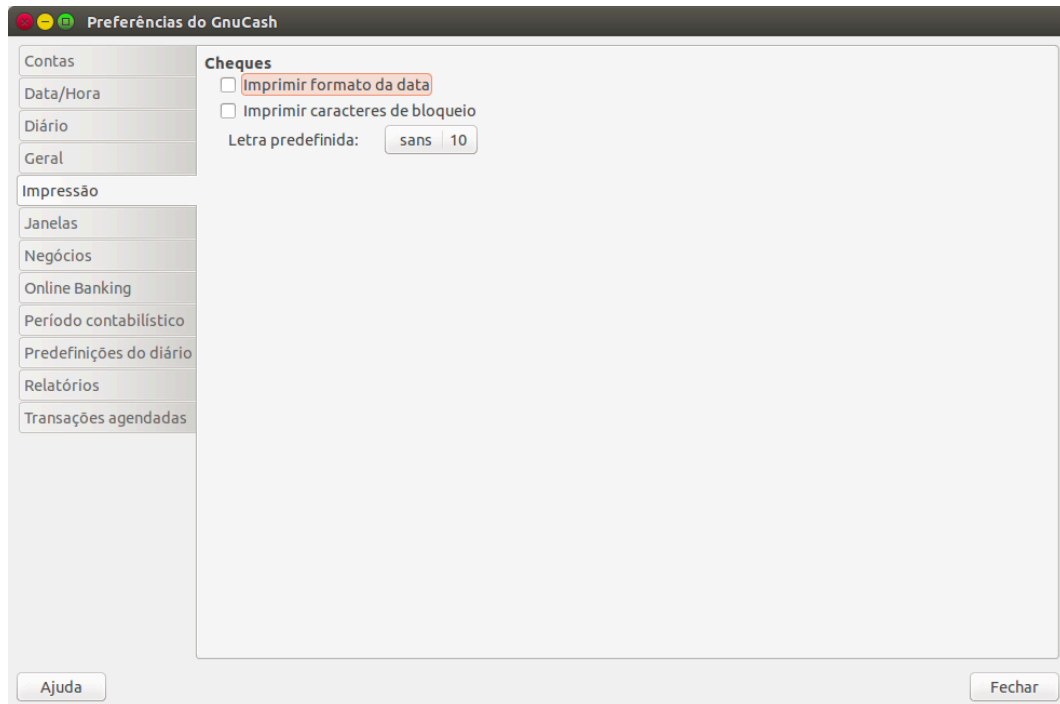 Preferências do GnuCash
Contas
Data/Hora
Diário
Geral
Impressão
Janelas
Negócios
Online Banking
Período contabilístico
Predefinições do diário
Relatórios
Transações agendadas
Cheques
Imprimir formato da data
Imprimir caracteres de bloqueio
Letra predefinida: sans 10
Ajuda
Fechar